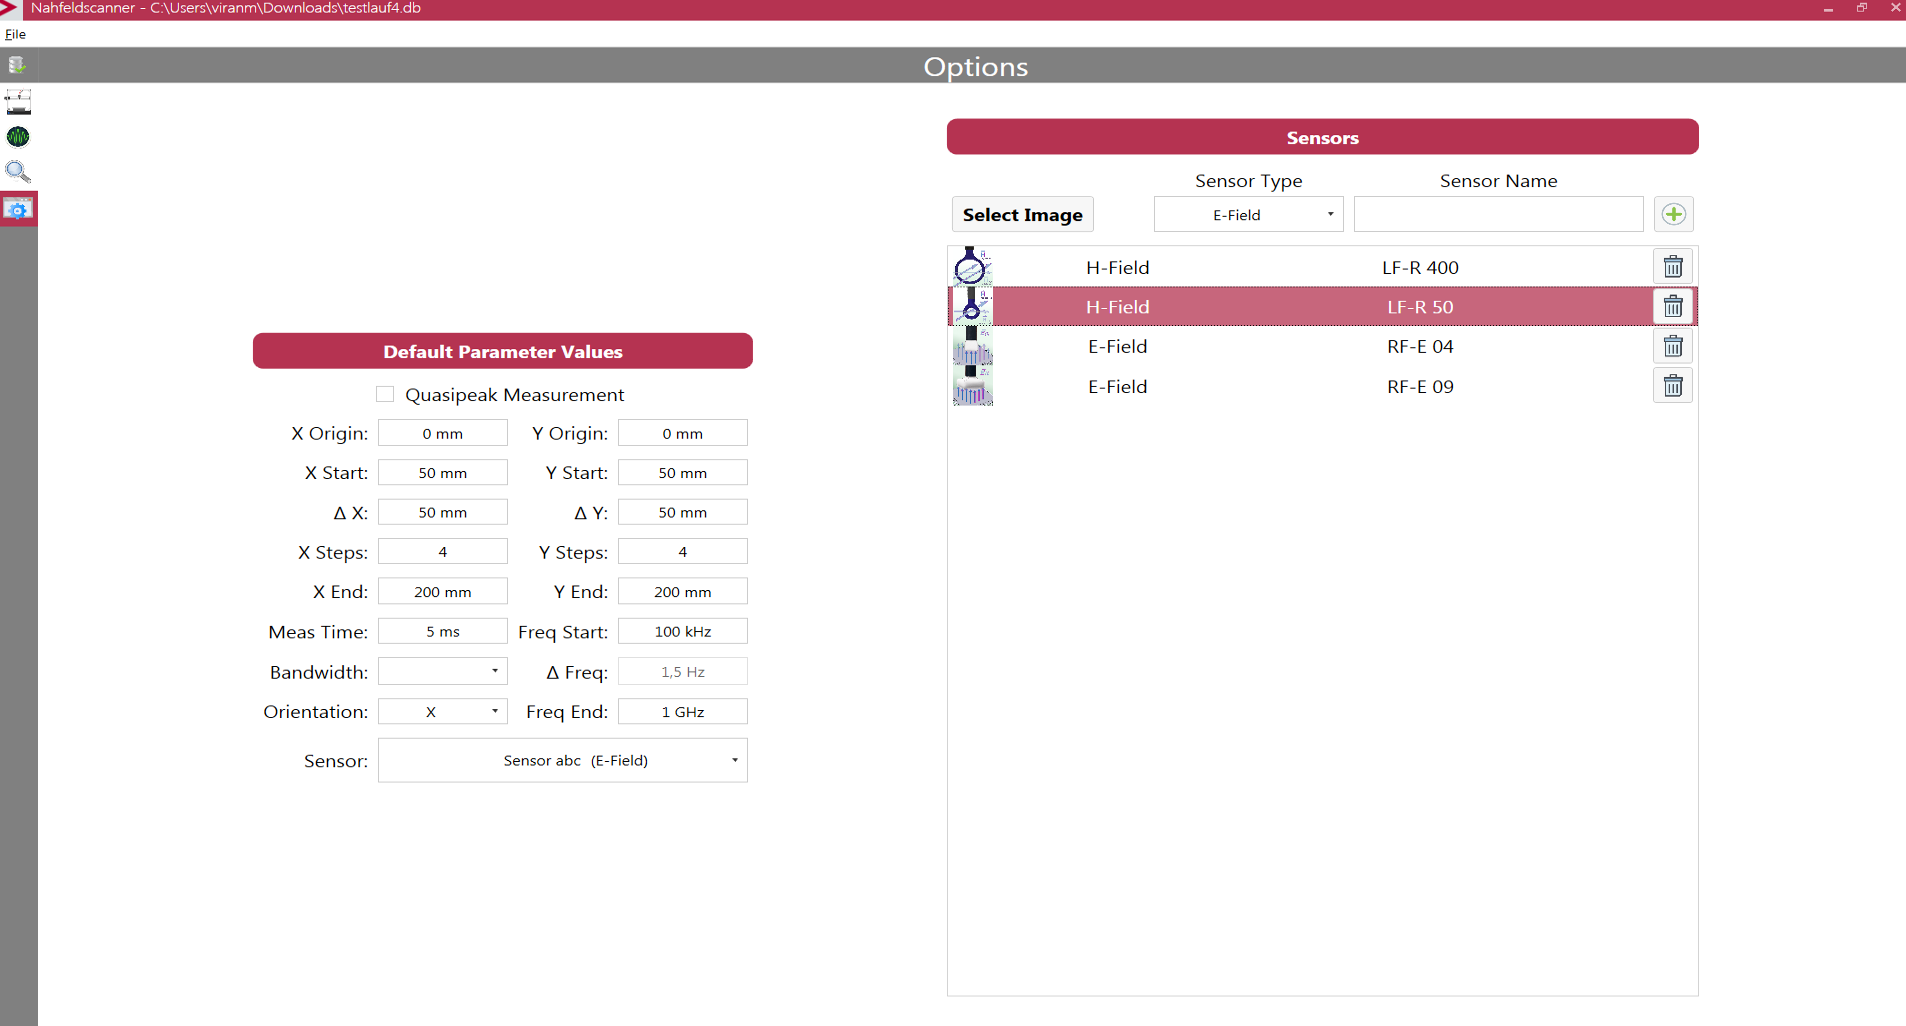 Nahfeldscanner - C:\Users\viranm\Downloads\testlauf4.db
File
Options
Sensors
Sensor Type Sensor Name
Select Image E-Field
H-Field LF-R 400
H-Field LF-R 50
E-Field RF-E 04
E-Field RF-E 09
Default Parameter Values
Quasipeak Measurement
X Origin: 0 mm Y Origin: 0 mm
X Start: 50 mm Y Start: 50 mm
Δ X: 50 mm Δ Y: 50 mm
X Steps: 4 Y Steps: 4
X End: 200 mm Y End: 200 mm
Meas Time: 5 ms Freq Start: 100 kHz
Bandwidth: Δ Freq: 1,5 Hz
Orientation: X Freq End: 1 GHz
Sensor: Sensor abc (E-Field)